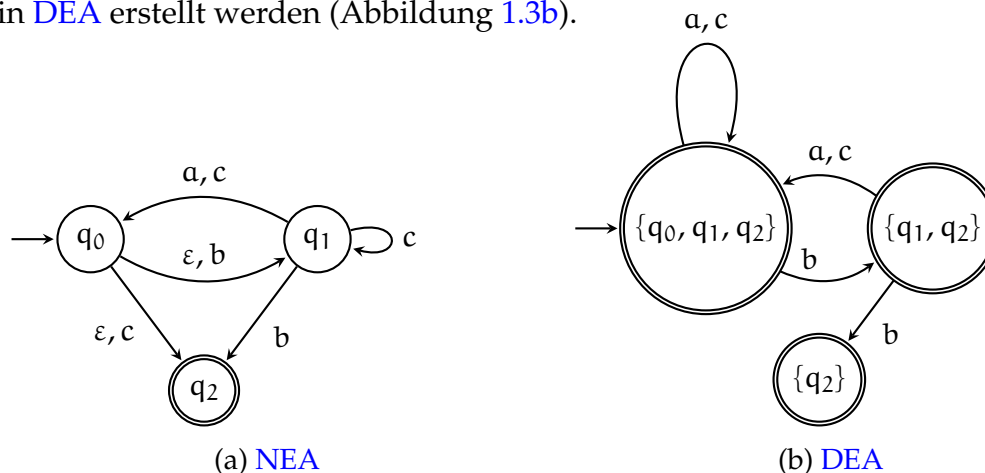 in DEA erstellt werden (Abbildung 1.3b).
a, c
a, c
a, c
q₀
q₁
c
{q₀, q₁, q₂}
{q₁, q₂}
ε, b
b
ε, c
b
b
q₂
{q₂}
(a) NEA
(b) DEA